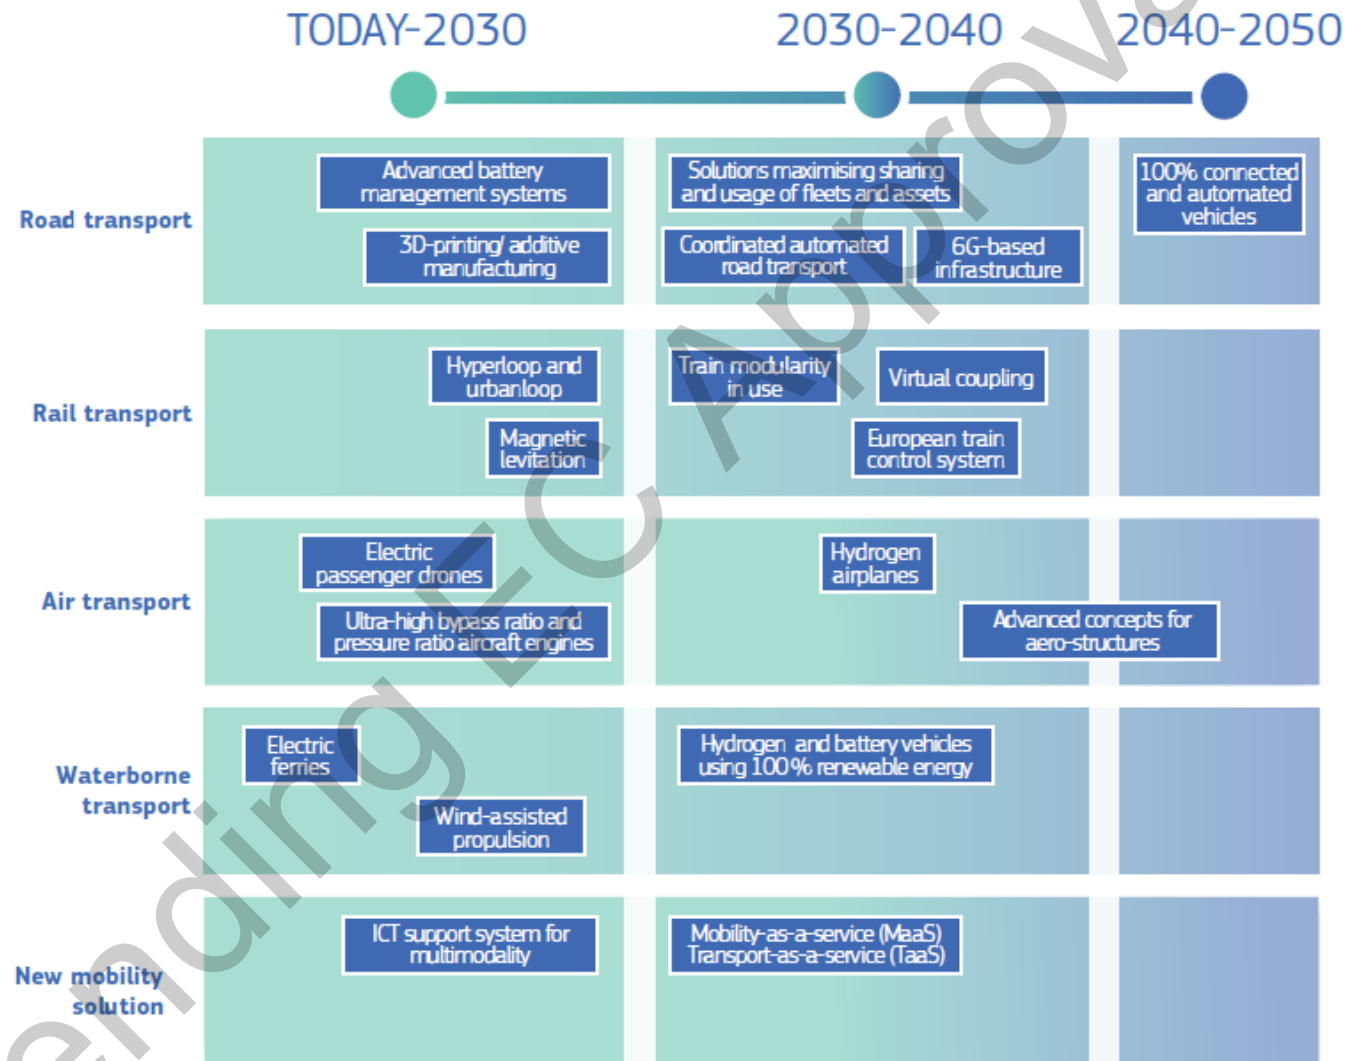 TODAY-2030
2030-2040
2040-2050
Road transport
Advanced battery
management systems
3D-printing/ additive
manufacturing
Solutions maximising sharing
and usage of fleets and assets
Coordinated automated
road transport
6G-based
infrastructure
100% connected
and automated
vehicles
Rail transport
Hyperloop and
urbanloop
Magnetic
levitation
Train modularity
in use
Virtual coupling
European train
control system
Air transport
Electric
passenger drones
Ultra-high bypass ratio and
pressure ratio aircraft engines
Hydrogen
airplanes
Advanced concepts for
aero-structures
Waterborne
transport
Electric
ferries
Wind-assisted
propulsion
Hydrogen and battery vehicles
using 100% renewable energy
New mobility
solution
ICT support system for
multimodality
Mobility-as-a-service (MaaS)
Transport-as-a-service (TaaS)
ending EC Approva